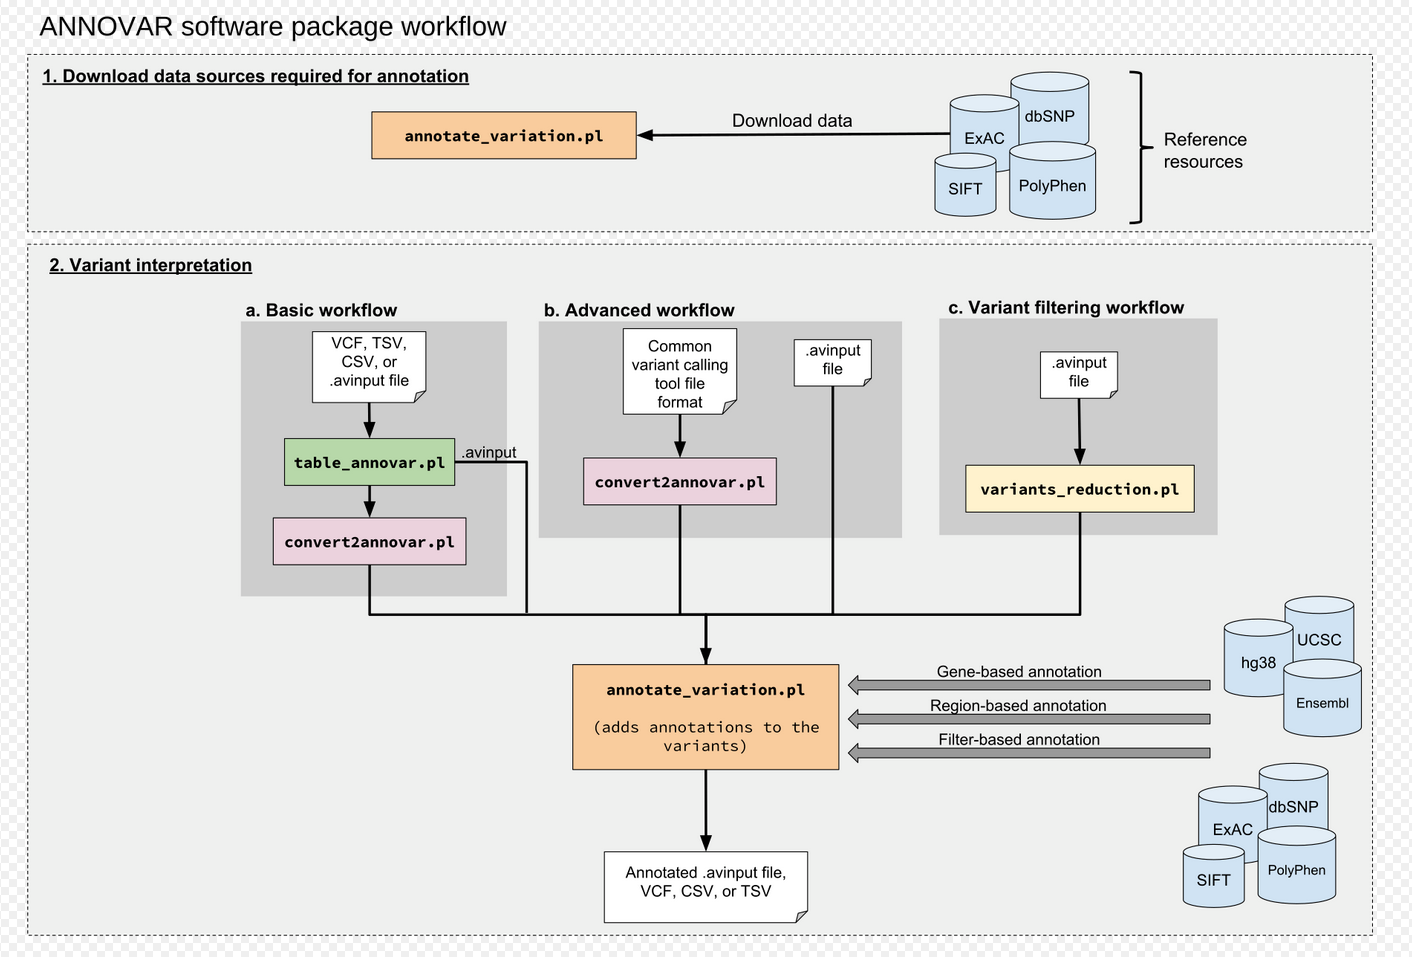 ANNOVAR software package workflow
1. Download data sources required for annotation
annotate_variation.pl
Download data
dbSNP
ExAC
SIFT
PolyPhen
Reference
resources
2. Variant interpretation
a. Basic workflow
VCF, TSV,
CSV, or
.avinput file
table_annovar.pl
.avinput
convert2annovar.pl
b. Advanced workflow
Common
variant calling
tool file
format
.avinput
file
convert2annovar.pl
c. Variant filtering workflow
.avinput
file
variants_reduction.pl
annotate_variation.pl
(adds annotations to the
variants)
Gene-based annotation
Region-based annotation
Filter-based annotation
UCSC
hg38
Ensembl
dbSNP
ExAC
PolyPhen
SIFT
Annotated .avinput file,
VCF, CSV, or TSV